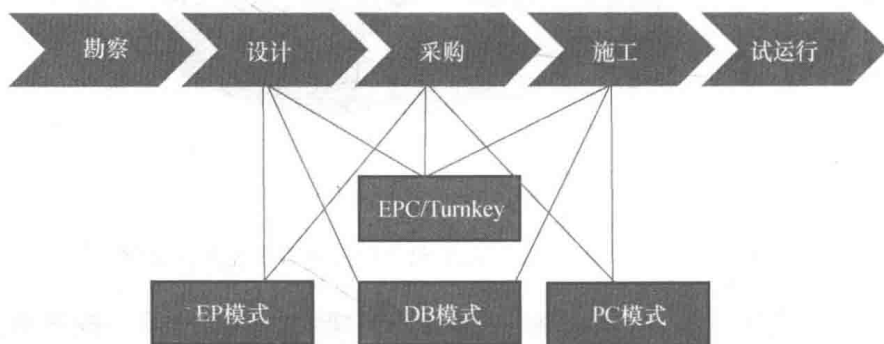 勘察
设计
采购
施工
试运行
EPC/Turnkey
EP模式
DB模式
PC模式